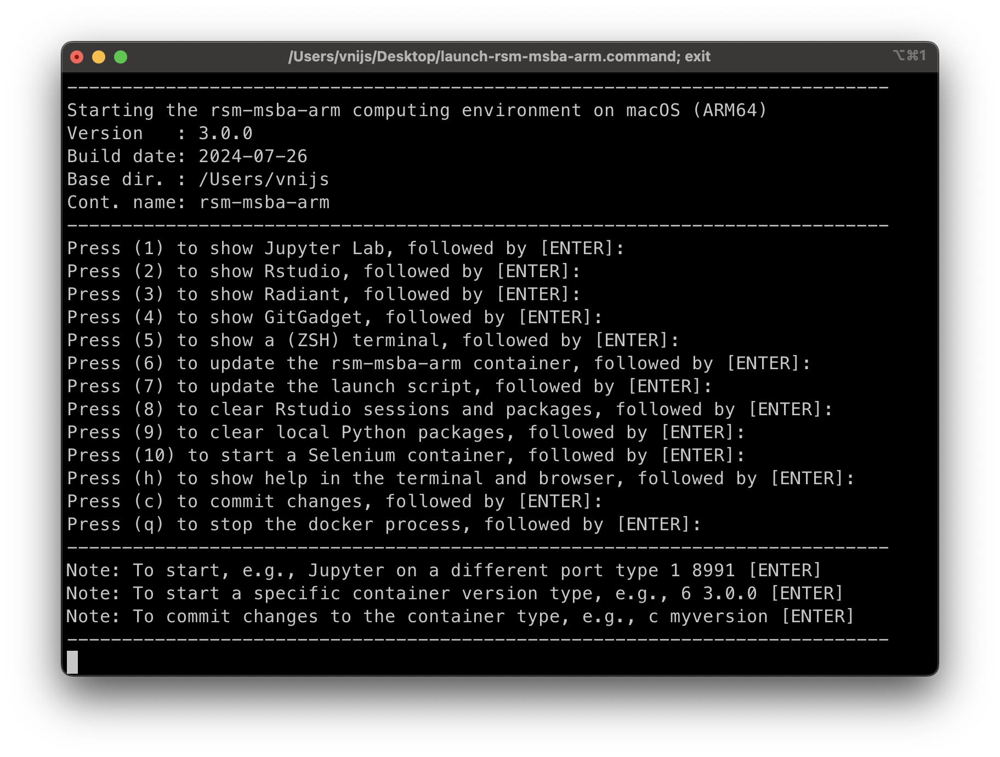 /Users/vnijs/Desktop/launch-rsm-msba-arm.command; exit ⌥⌘1
---------------------------------------------------------------------------
Starting the rsm-msba-arm computing environment on macOS (ARM64)
Version   : 3.0.0
Build date: 2024-07-26
Base dir. : /Users/vnijs
Cont. name: rsm-msba-arm
---------------------------------------------------------------------------
Press (1) to show Jupyter Lab, followed by [ENTER]:
Press (2) to show Rstudio, followed by [ENTER]:
Press (3) to show Radiant, followed by [ENTER]:
Press (4) to show GitGadget, followed by [ENTER]:
Press (5) to show a (ZSH) terminal, followed by [ENTER]:
Press (6) to update the rsm-msba-arm container, followed by [ENTER]:
Press (7) to update the launch script, followed by [ENTER]:
Press (8) to clear Rstudio sessions and packages, followed by [ENTER]:
Press (9) to clear local Python packages, followed by [ENTER]:
Press (10) to start a Selenium container, followed by [ENTER]:
Press (h) to show help in the terminal and browser, followed by [ENTER]:
Press (c) to commit changes, followed by [ENTER]:
Press (q) to stop the docker process, followed by [ENTER]:
---------------------------------------------------------------------------
Note: To start, e.g., Jupyter on a different port type 1 8991 [ENTER]
Note: To start a specific container version type, e.g., 6 3.0.0 [ENTER]
Note: To commit changes to the container type, e.g., c myversion [ENTER]
---------------------------------------------------------------------------